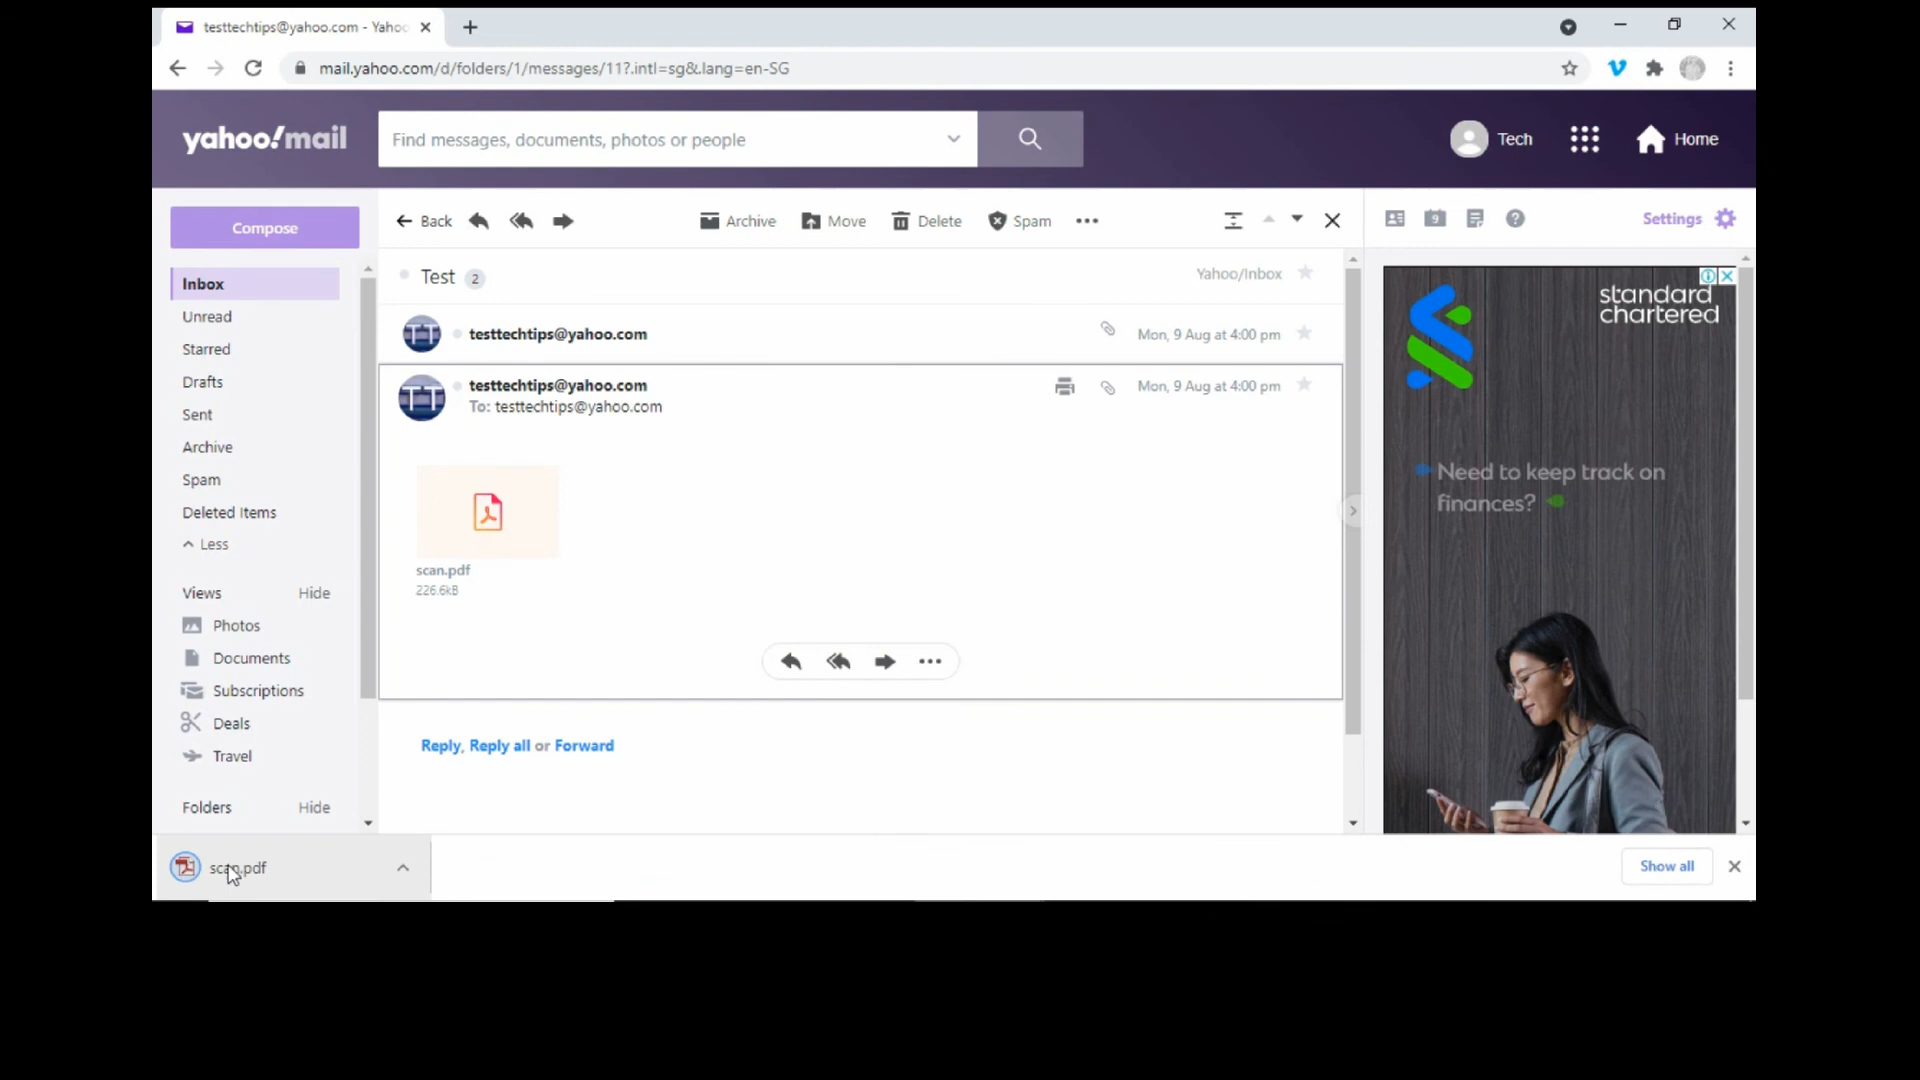 testtechtips@yahoo.com - Yahoo
mail.yahoo.com/d/folders/1/messages/11?.intl=sg&.lang=en-SG
yahoo!mail
Find messages, documents, photos or people
Tech
Home
Compose
Back
Archive
Move
Delete
Spam
9
Settings
Inbox
Unread
Starred
Drafts
Sent
Archive
Spam
Deleted Items
Less
Views Hide
Photos
Documents
Subscriptions
Deals
Travel
Folders Hide
Test 2
Yahoo/Inbox
TT
testtechtips@yahoo.com
Mon, 9 Aug at 4:00 pm
TT
testtechtips@yahoo.com
Mon, 9 Aug at 4:00 pm
To: testtechtips@yahoo.com
scan.pdf
226.6kB
Reply, Reply all or Forward
standard
chartered
Need to keep track on
finances?
scan.pdf
Show all